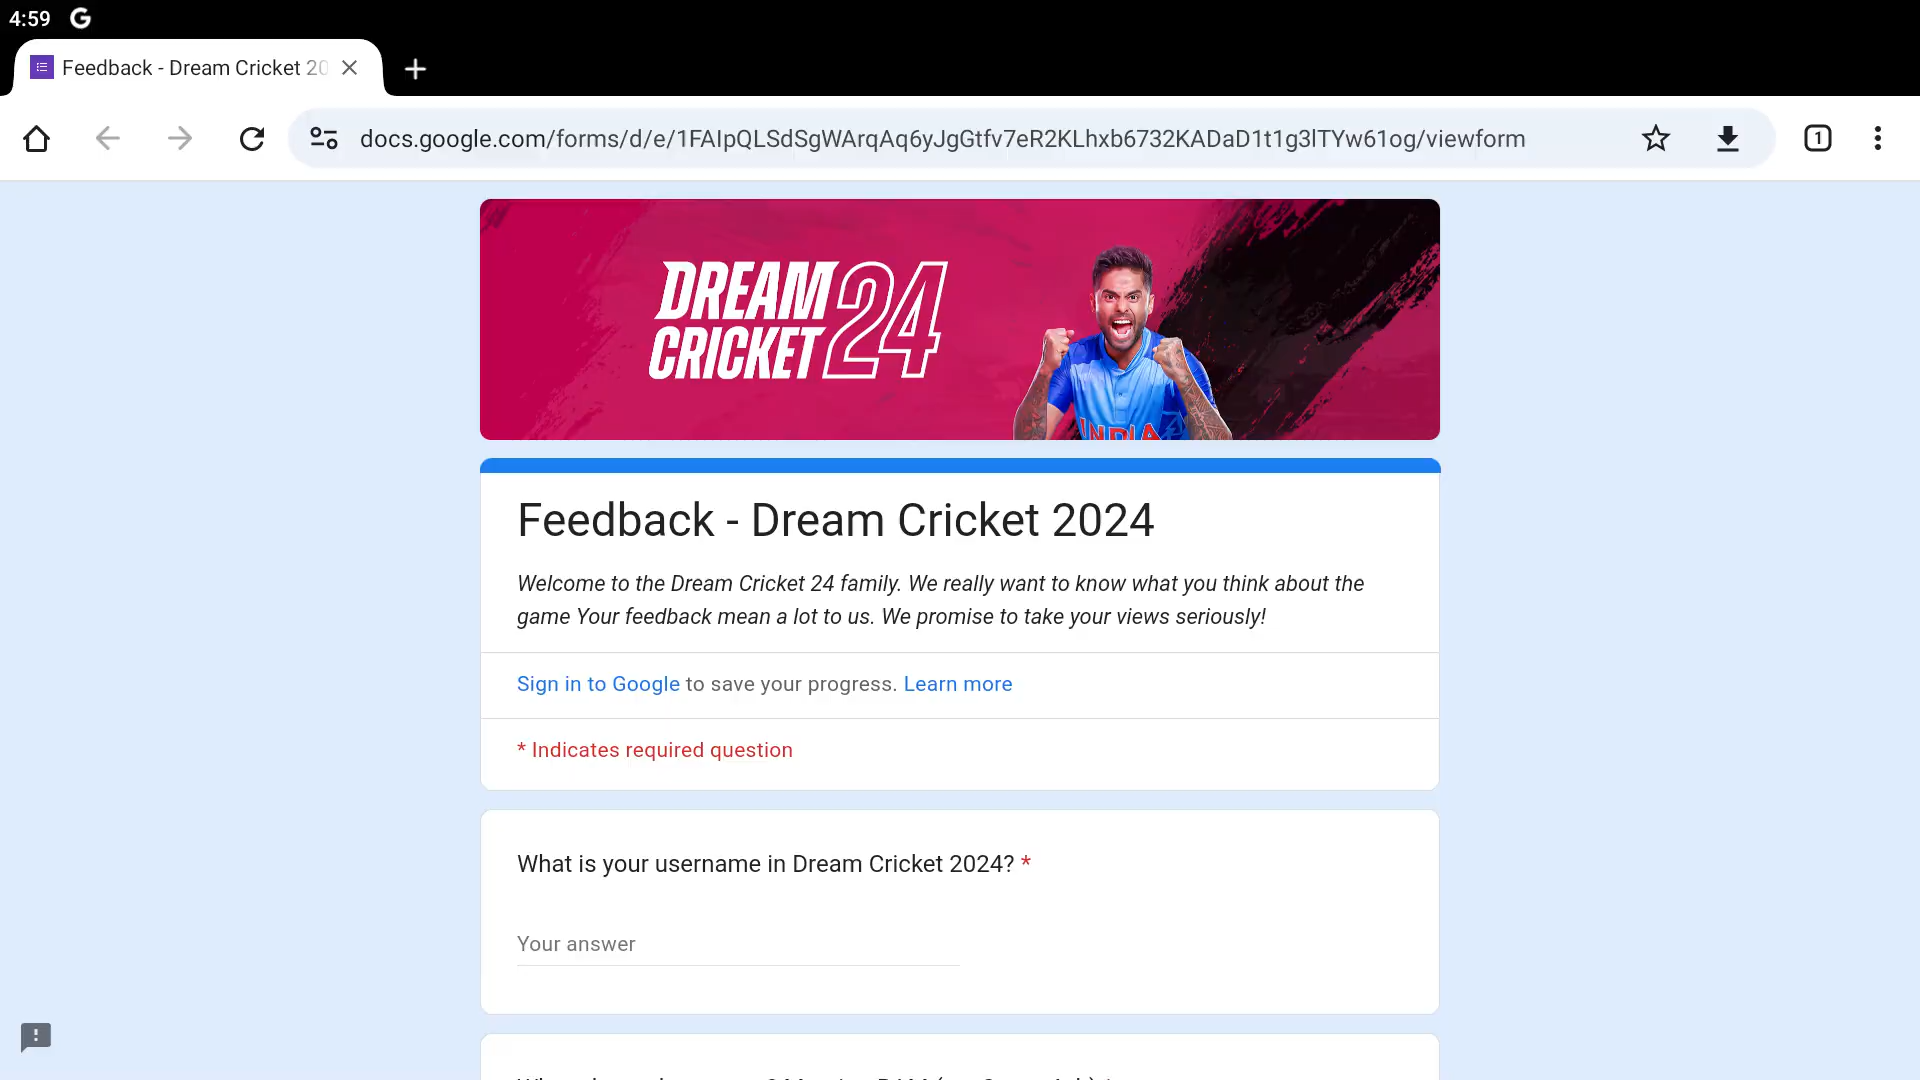 4:59
Feedback - Dream Cricket 20
docs.google.com/forms/d/e/1FAIpQLSdSgWArqAq6yJgGtfv7eR2KLhxb6732KADaD1t1g3lTYw61og/viewform
1
DREAM
CRICKET 24
INDIA
Feedback - Dream Cricket 2024
Welcome to the Dream Cricket 24 family. We really want to know what you think about the
game Your feedback mean a lot to us. We promise to take your views seriously!
Sign in to Google to save your progress. Learn more
* Indicates required question
What is your username in Dream Cricket 2024? *
Your answer